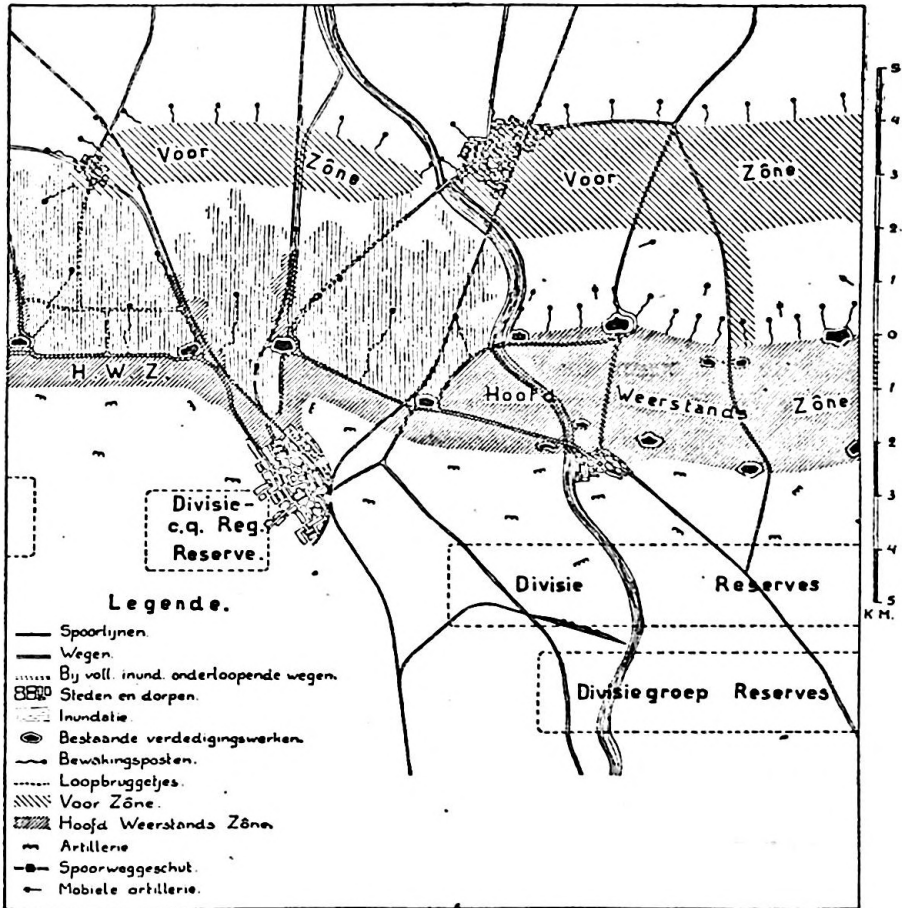 Voor
Zône
Voor
Zône
5
4
3
2
1
0
1
2
3
4
5
K M.
H W Z.
Hoofd Weerstands Zône
Divisie-
c.q. Reg.
Reserve.
Divisie Reserves
Divisiegroep Reserves
Legende.
Spoorlijnen.
Wegen.
Bij voll. inund. onderloopende wegen.
Steden en dorpen.
Inundatie.
Bestaande verdedigingswerken.
Bewakingsposten.
Loopbruggetjes.
Voor Zône.
Hoofd Weerstands Zône.
Artillerie
Spoorweggeschut.
Mobiele artillerie.